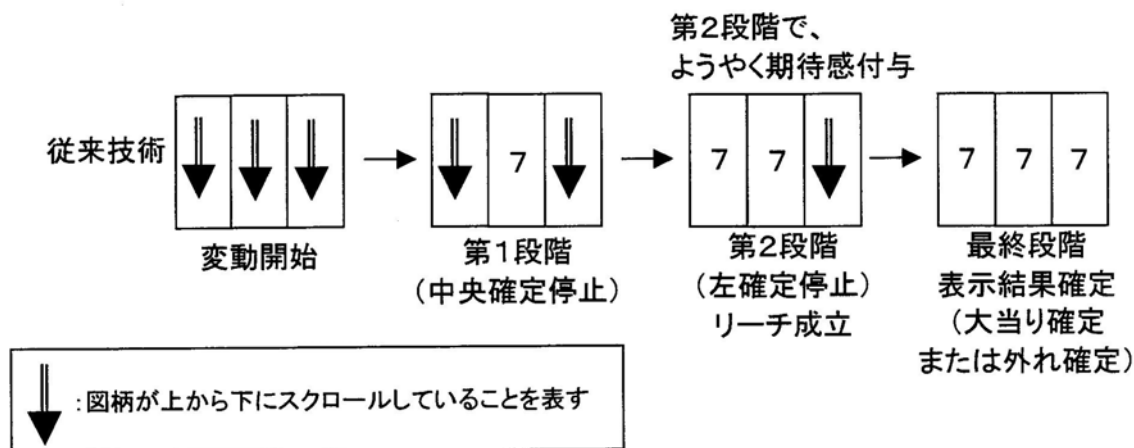 第2段階で、
ようやく期待感付与
従来技術
7
7
7
7
7
7
変動開始
第1段階
(中央確定停止)
第2段階
(左確定停止)
リーチ成立
最終段階
表示結果確定
(大当り確定
または外れ確定)
:図柄が上から下にスクロールしていることを表す